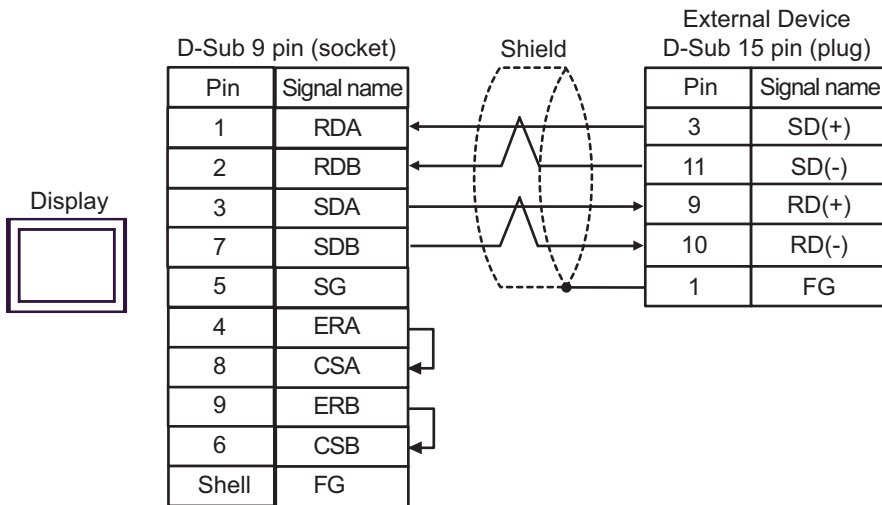 External Device
D-Sub 9 pin (socket) Shield D-Sub 15 pin (plug)
Pin Signal name Pin Signal name
1 RDA 3 SD(+)
2 RDB 11 SD(-)
Display
3 SDA 9 RD(+)
7 SDB 10 RD(-)
5 SG 1 FG
4 ERA
8 CSA
9 ERB
6 CSB
Shell FG